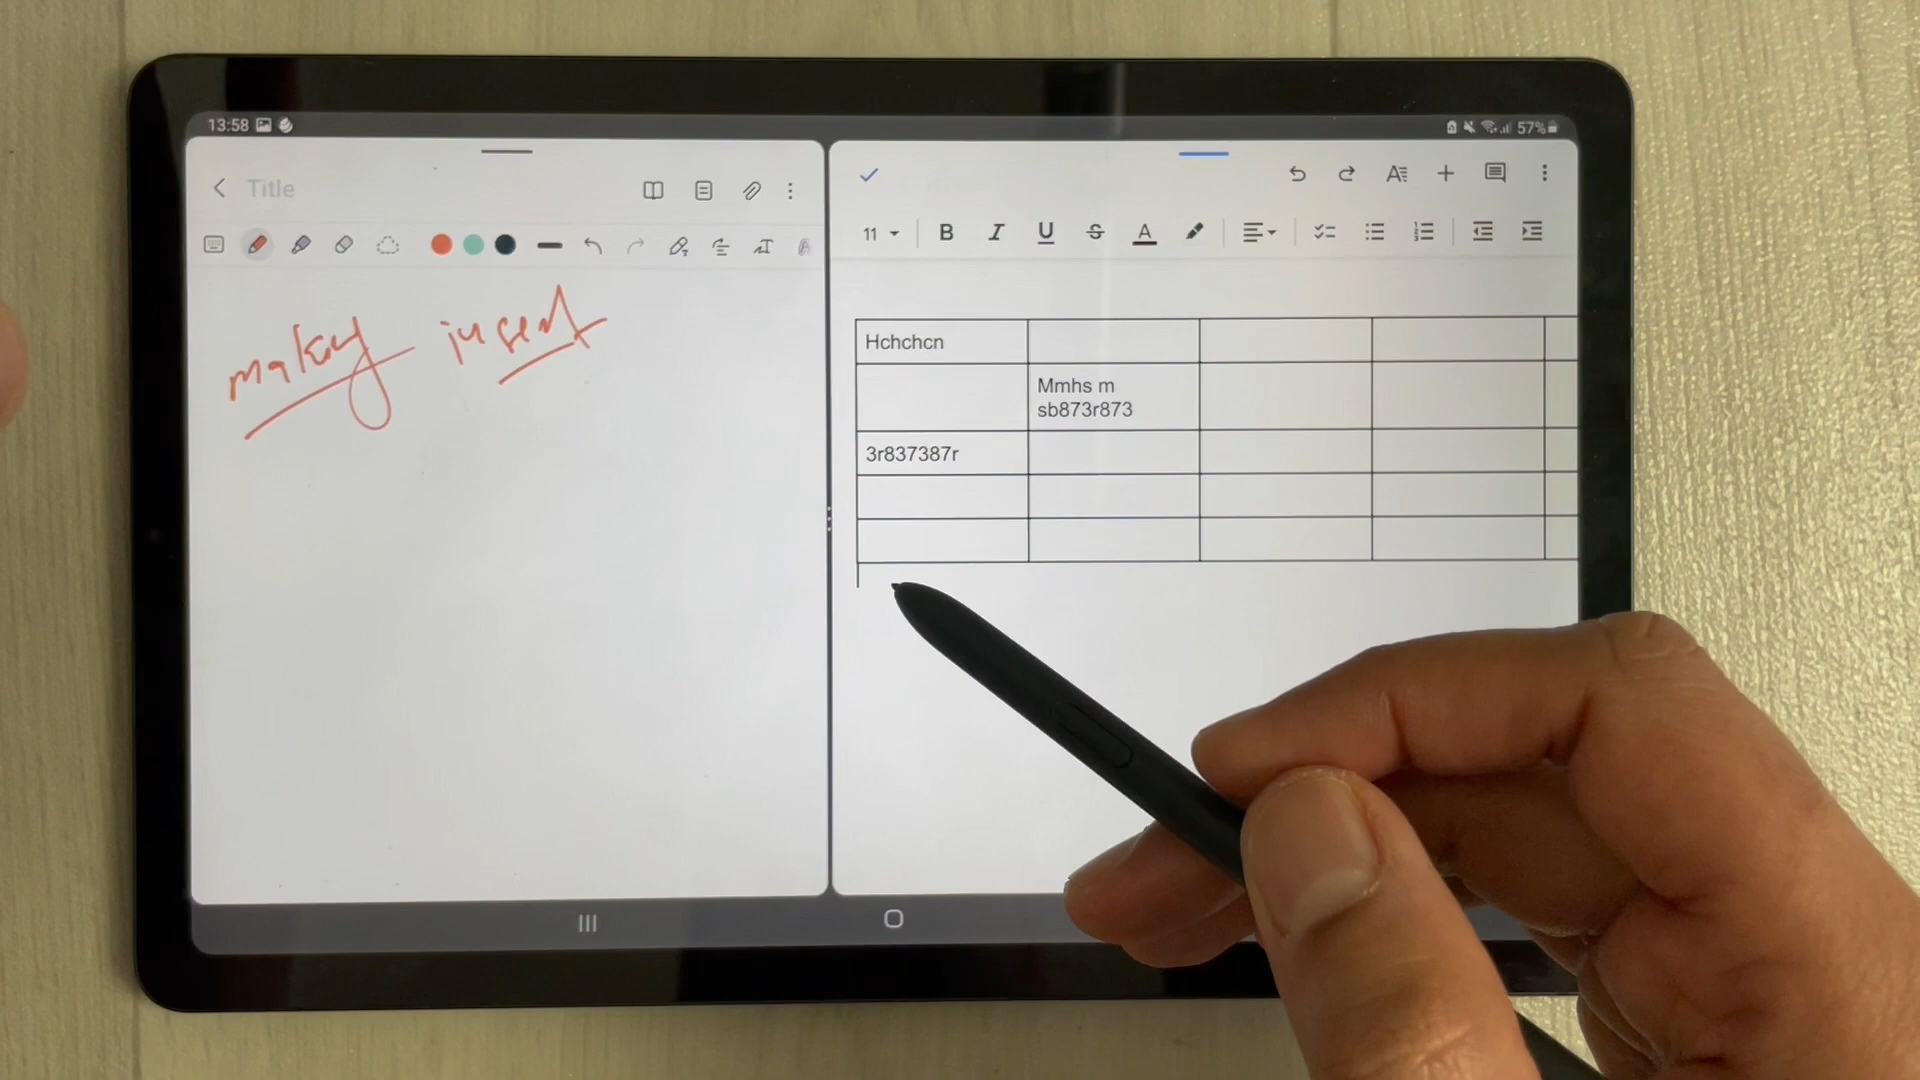 13:58
57%
Title
11
B I U S A
Hchchcn
Mmhs m
sb873r873
3r837387r